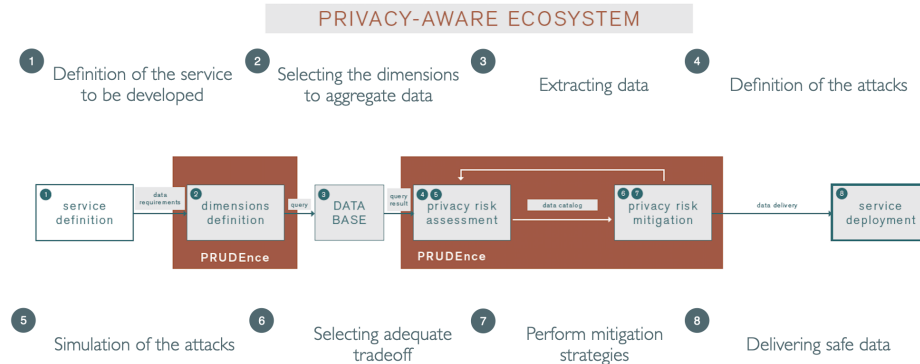 PRIVACY-AWARE ECOSYSTEM
1 Definition of the service
to be developed
2 Selecting the dimensions
to aggregate data
3 Extracting data
4 Definition of the attacks
1 service
definition
data
requirements
2 dimensions
definition
PRUDEnce
query
3 DATA
BASE
query
result
4 5 privacy risk
assessment
data catalog
6 7 privacy risk
mitigation
PRUDEnce
data delivery
8 service
deployment
5 Simulation of the attacks
6 Selecting adequate
tradeoff
7 Perform mitigation
strategies
8 Delivering safe data